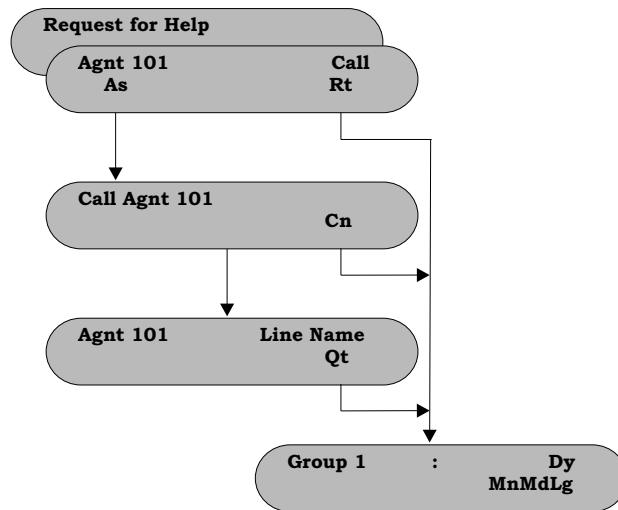 Request for Help
Agnt 101 Call
As Rt
Call Agnt 101
Cn
Agnt 101 Line Name
Qt
Group 1 : Dy
MnMdLg